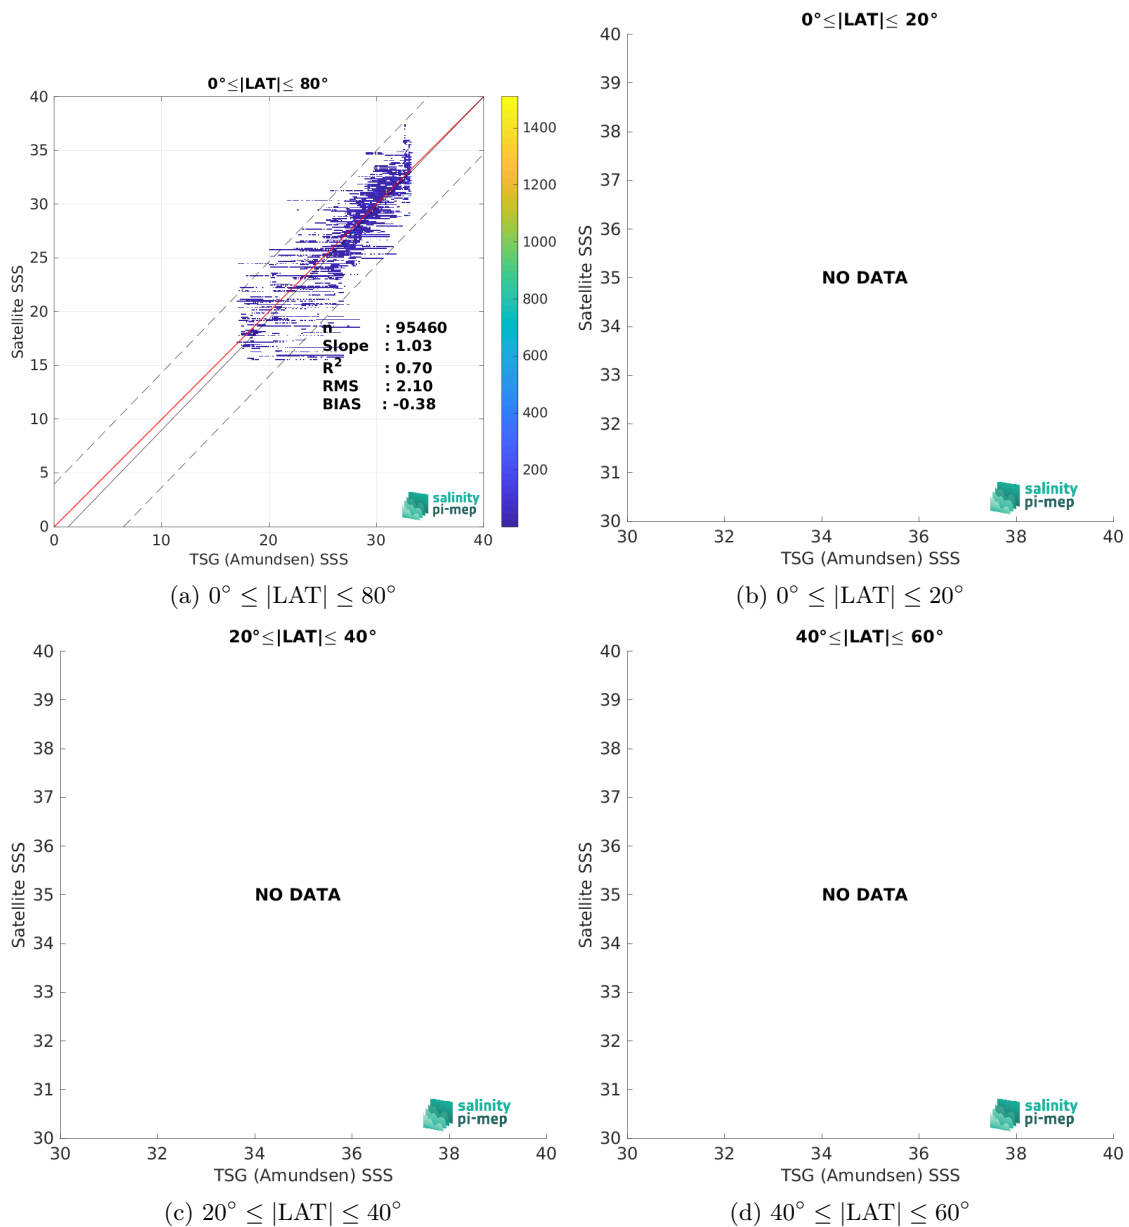 0°≤|LAT|≤ 80°
40
35
30
25
20
15
10
5
0
Satellite SSS
n : 95460
Slope : 1.03
R² : 0.70
RMS : 2.10
BIAS : -0.38
salinity
pi-mep
0 10 20 30 40
TSG (Amundsen) SSS
1400
1200
1000
800
600
400
200
(a) 0° ≤ |LAT| ≤ 80°
0°≤|LAT|≤ 20°
40
39
38
37
36
35
34
33
32
31
30
Satellite SSS
NO DATA
salinity
pi-mep
30 32 34 36 38 40
TSG (Amundsen) SSS
(b) 0° ≤ |LAT| ≤ 20°
20°≤|LAT|≤ 40°
40
39
38
37
36
35
34
33
32
31
30
Satellite SSS
NO DATA
salinity
pi-mep
30 32 34 36 38 40
TSG (Amundsen) SSS
(c) 20° ≤ |LAT| ≤ 40°
40°≤|LAT|≤ 60°
40
39
38
37
36
35
34
33
32
31
30
Satellite SSS
NO DATA
salinity
pi-mep
30 32 34 36 38 40
TSG (Amundsen) SSS
(d) 40° ≤ |LAT| ≤ 60°